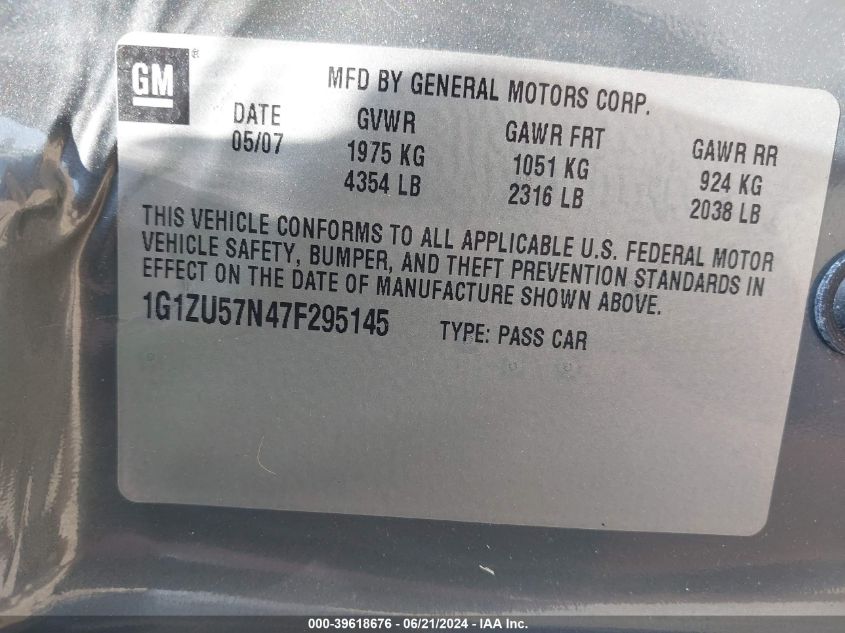 GM ®
MFD BY GENERAL MOTORS CORP.
DATE GVWR GAWR FRT GAWR RR
05/07 1975 KG 1051 KG 924 KG
4354 LB 2316 LB 2038 LB
THIS VEHICLE CONFORMS TO ALL APPLICABLE U.S. FEDERAL MOTOR
VEHICLE SAFETY, BUMPER, AND THEFT PREVENTION STANDARDS IN
EFFECT ON THE DATE OF MANUFACTURE SHOWN ABOVE.
1G1ZU57N47F295145 TYPE: PASS CAR
000-39618676 - 06/21/2024 - IAA Inc.